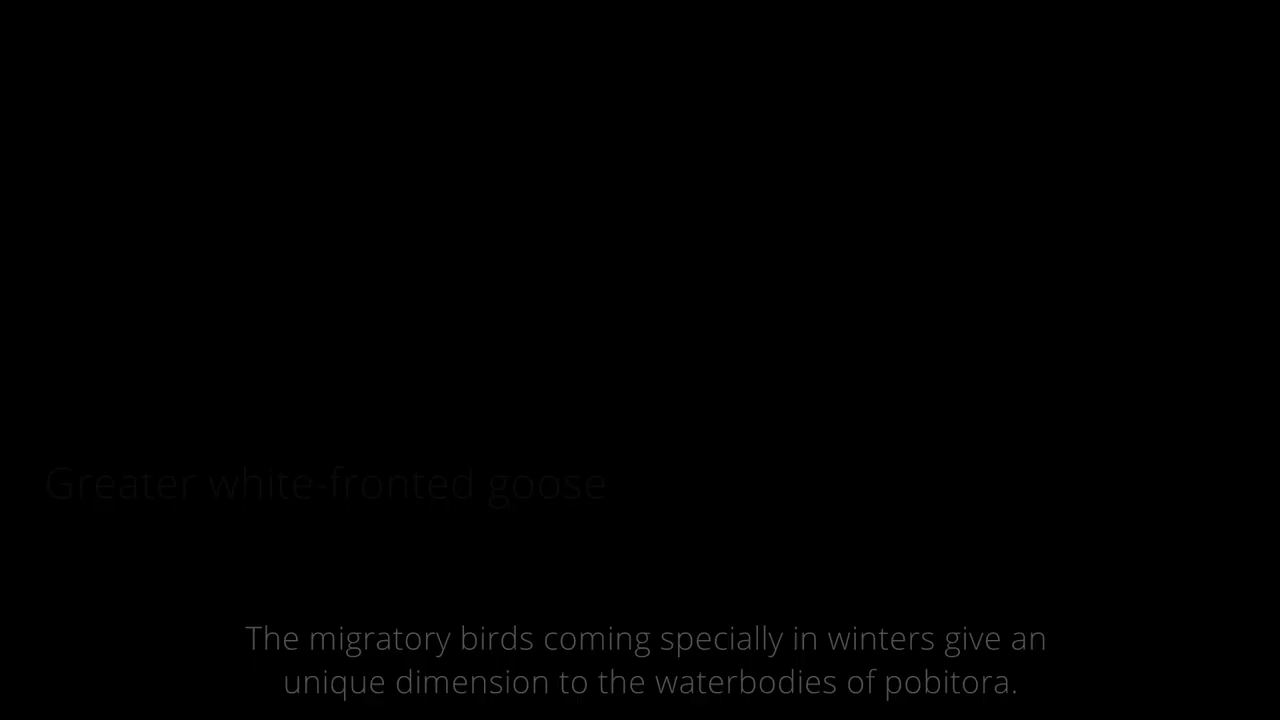 Greater white-fronted goose
The migratory birds coming specially in winters give an
unique dimension to the waterbodies of pobitora.